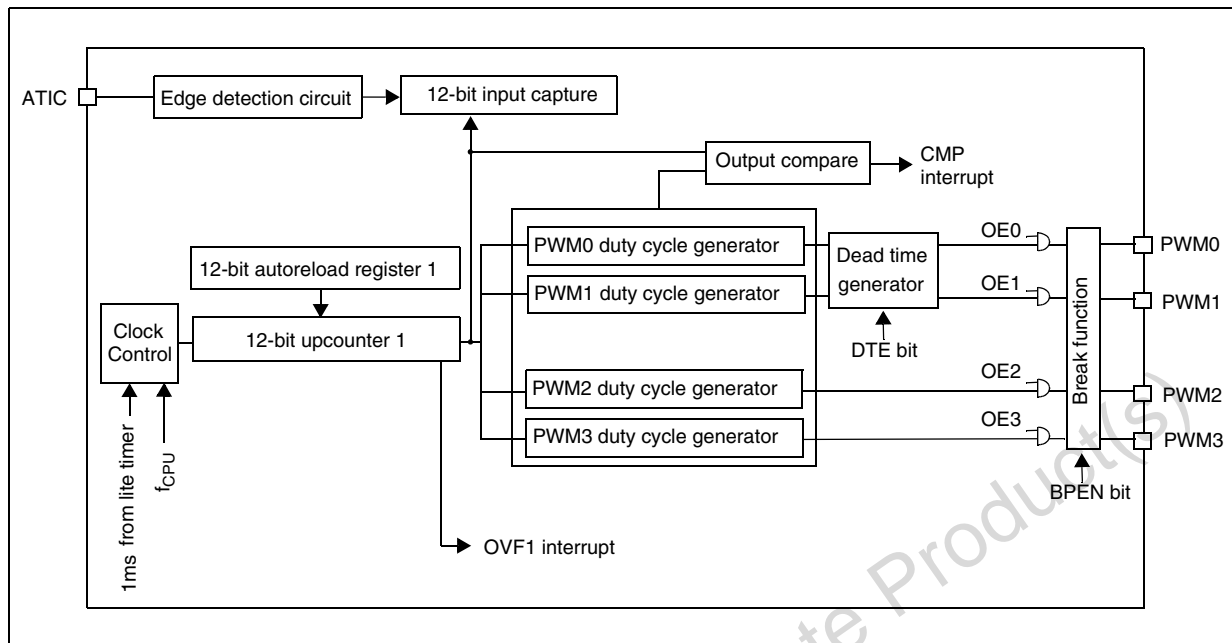 ATIC
Edge detection circuit
12-bit input capture
Output compare
CMP
interrupt
PWM0 duty cycle generator
PWM1 duty cycle generator
PWM2 duty cycle generator
PWM3 duty cycle generator
12-bit autoreload register 1
12-bit upcounter 1
Clock
Control
1ms from lite timer
fCPU
OVF1 interrupt
Dead time
generator
DTE bit
OE0
OE1
OE2
OE3
Break function
BPEN bit
PWM0
PWM1
PWM2
PWM3
Product(s)